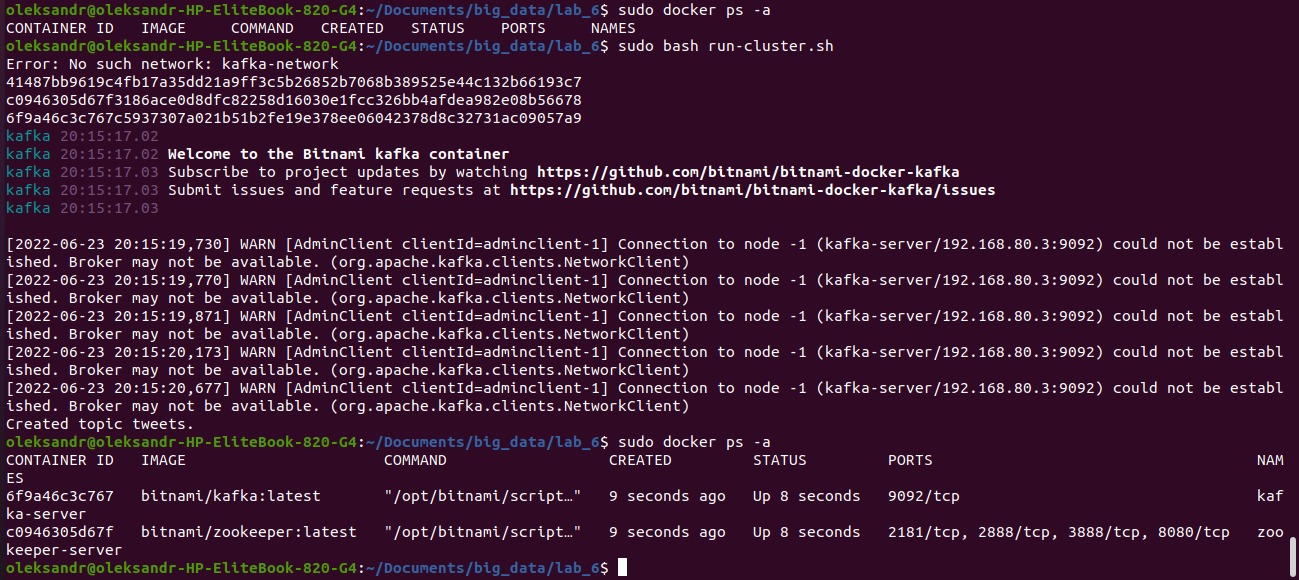 oleksandr@oleksandr-HP-EliteBook-820-G4:~/Documents/big_data/lab_6$ sudo docker ps -a
CONTAINER ID   IMAGE     COMMAND   CREATED   STATUS    PORTS     NAMES
oleksandr@oleksandr-HP-EliteBook-820-G4:~/Documents/big_data/lab_6$ sudo bash run-cluster.sh
Error: No such network: kafka-network
41487bb9619c4fb17a35dd21a9ff3c5b26852b7068b389525e44c132b66193c7
c0946305d67f3186ace0d8dfc82258d16030e1fcc326bb4afdea982e08b56678
6f9a46c3c767c5937307a021b51b2fe19e378ee06042378d8c32731ac09057a9
kafka 20:15:17.02
kafka 20:15:17.02 Welcome to the Bitnami kafka container
kafka 20:15:17.03 Subscribe to project updates by watching https://github.com/bitnami/bitnami-docker-kafka
kafka 20:15:17.03 Submit issues and feature requests at https://github.com/bitnami/bitnami-docker-kafka/issues
kafka 20:15:17.03
[2022-06-23 20:15:19,730] WARN [AdminClient clientId=adminclient-1] Connection to node -1 (kafka-server/192.168.80.3:9092) could not be establ
ished. Broker may not be available. (org.apache.kafka.clients.NetworkClient)
[2022-06-23 20:15:19,770] WARN [AdminClient clientId=adminclient-1] Connection to node -1 (kafka-server/192.168.80.3:9092) could not be establ
ished. Broker may not be available. (org.apache.kafka.clients.NetworkClient)
[2022-06-23 20:15:19,871] WARN [AdminClient clientId=adminclient-1] Connection to node -1 (kafka-server/192.168.80.3:9092) could not be establ
ished. Broker may not be available. (org.apache.kafka.clients.NetworkClient)
[2022-06-23 20:15:20,173] WARN [AdminClient clientId=adminclient-1] Connection to node -1 (kafka-server/192.168.80.3:9092) could not be establ
ished. Broker may not be available. (org.apache.kafka.clients.NetworkClient)
[2022-06-23 20:15:20,677] WARN [AdminClient clientId=adminclient-1] Connection to node -1 (kafka-server/192.168.80.3:9092) could not be establ
ished. Broker may not be available. (org.apache.kafka.clients.NetworkClient)
Created topic tweets.
oleksandr@oleksandr-HP-EliteBook-820-G4:~/Documents/big_data/lab_6$ sudo docker ps -a
CONTAINER ID   IMAGE                      COMMAND                  CREATED         STATUS         PORTS                                    NAM
ES
6f9a46c3c767   bitnami/kafka:latest       "/opt/bitnami/script…"   9 seconds ago   Up 8 seconds   9092/tcp                                 kaf
ka-server
c0946305d67f   bitnami/zookeeper:latest   "/opt/bitnami/script…"   9 seconds ago   Up 8 seconds   2181/tcp, 2888/tcp, 3888/tcp, 8080/tcp   zoo
keeper-server
oleksandr@oleksandr-HP-EliteBook-820-G4:~/Documents/big_data/lab_6$